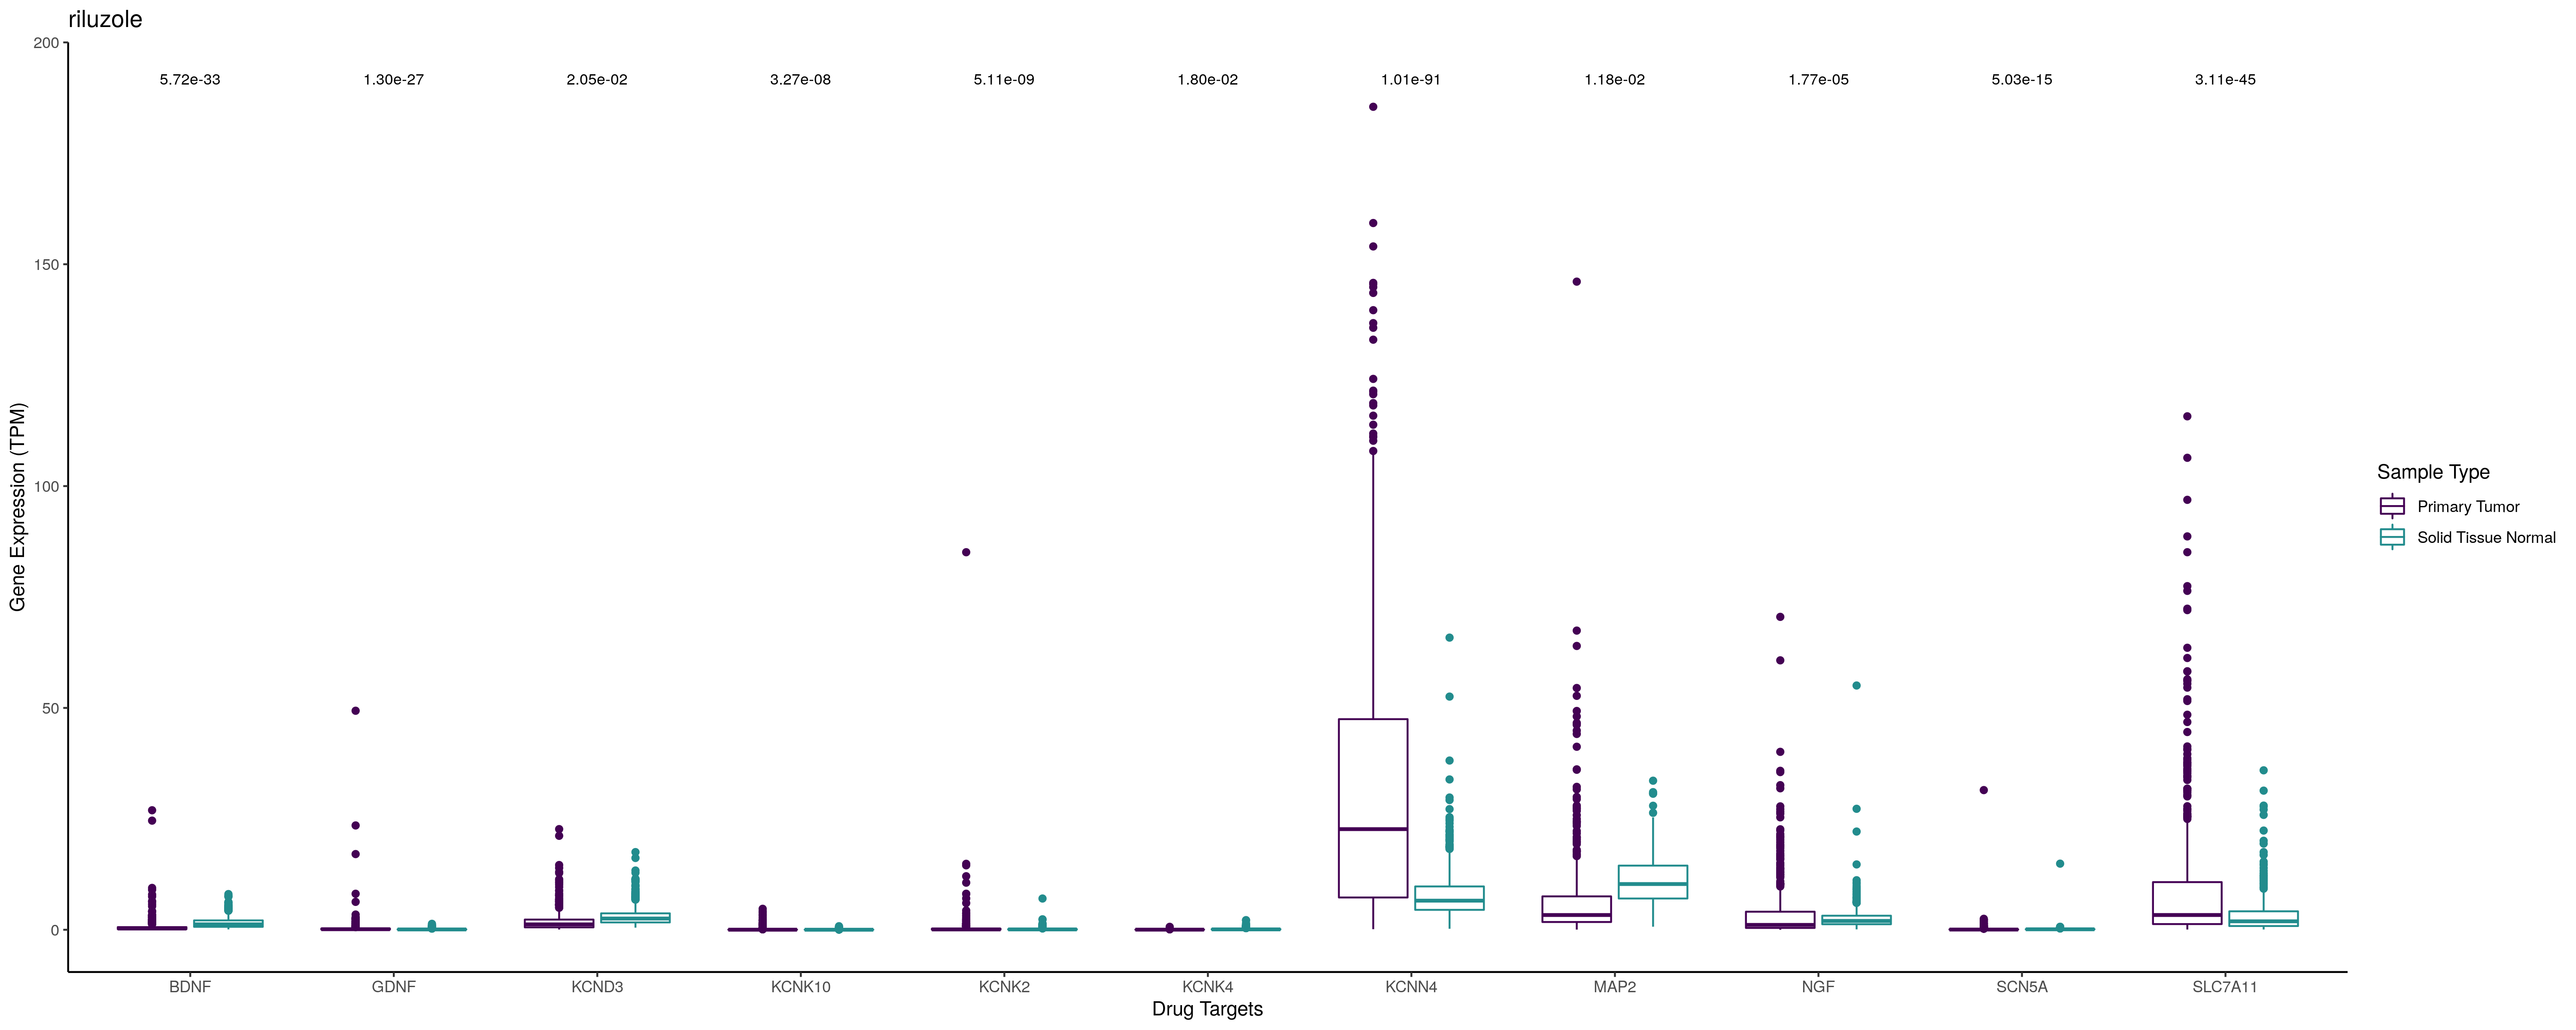 riluzole
200
5.72e-33 1.30e-27 2.05e-02 3.27e-08 5.11e-09 1.80e-02 1.01e-91 1.18e-02 1.77e-05 5.03e-15 3.11e-45
150
100
50
0
Gene Expression (TPM)
BDNF GDNF KCND3 KCNK10 KCNK2 KCNK4 KCNN4 MAP2 NGF SCN5A SLC7A11
Drug Targets
Sample Type
Primary Tumor
Solid Tissue Normal